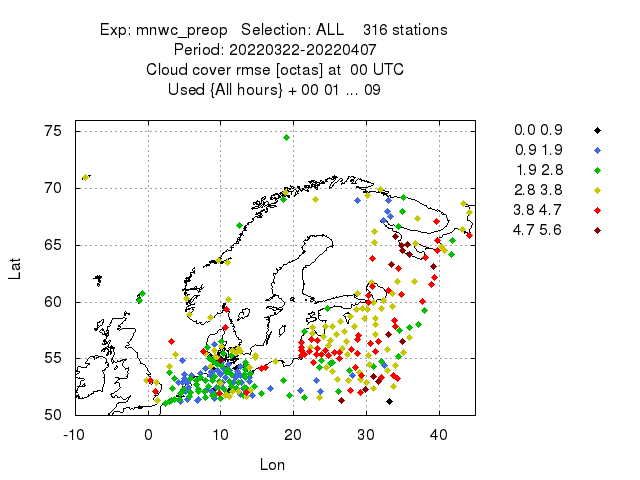 Exp: mnwc_preop   Selection: ALL    316 stations
Period: 20220322-20220407
Cloud cover rmse [octas] at  00 UTC
Used {All hours} + 00 01 ... 09
75
70
65
60
55
50
Lat
-10 0 10 20 30 40
Lon
0.0 0.9
0.9 1.9
1.9 2.8
2.8 3.8
3.8 4.7
4.7 5.6